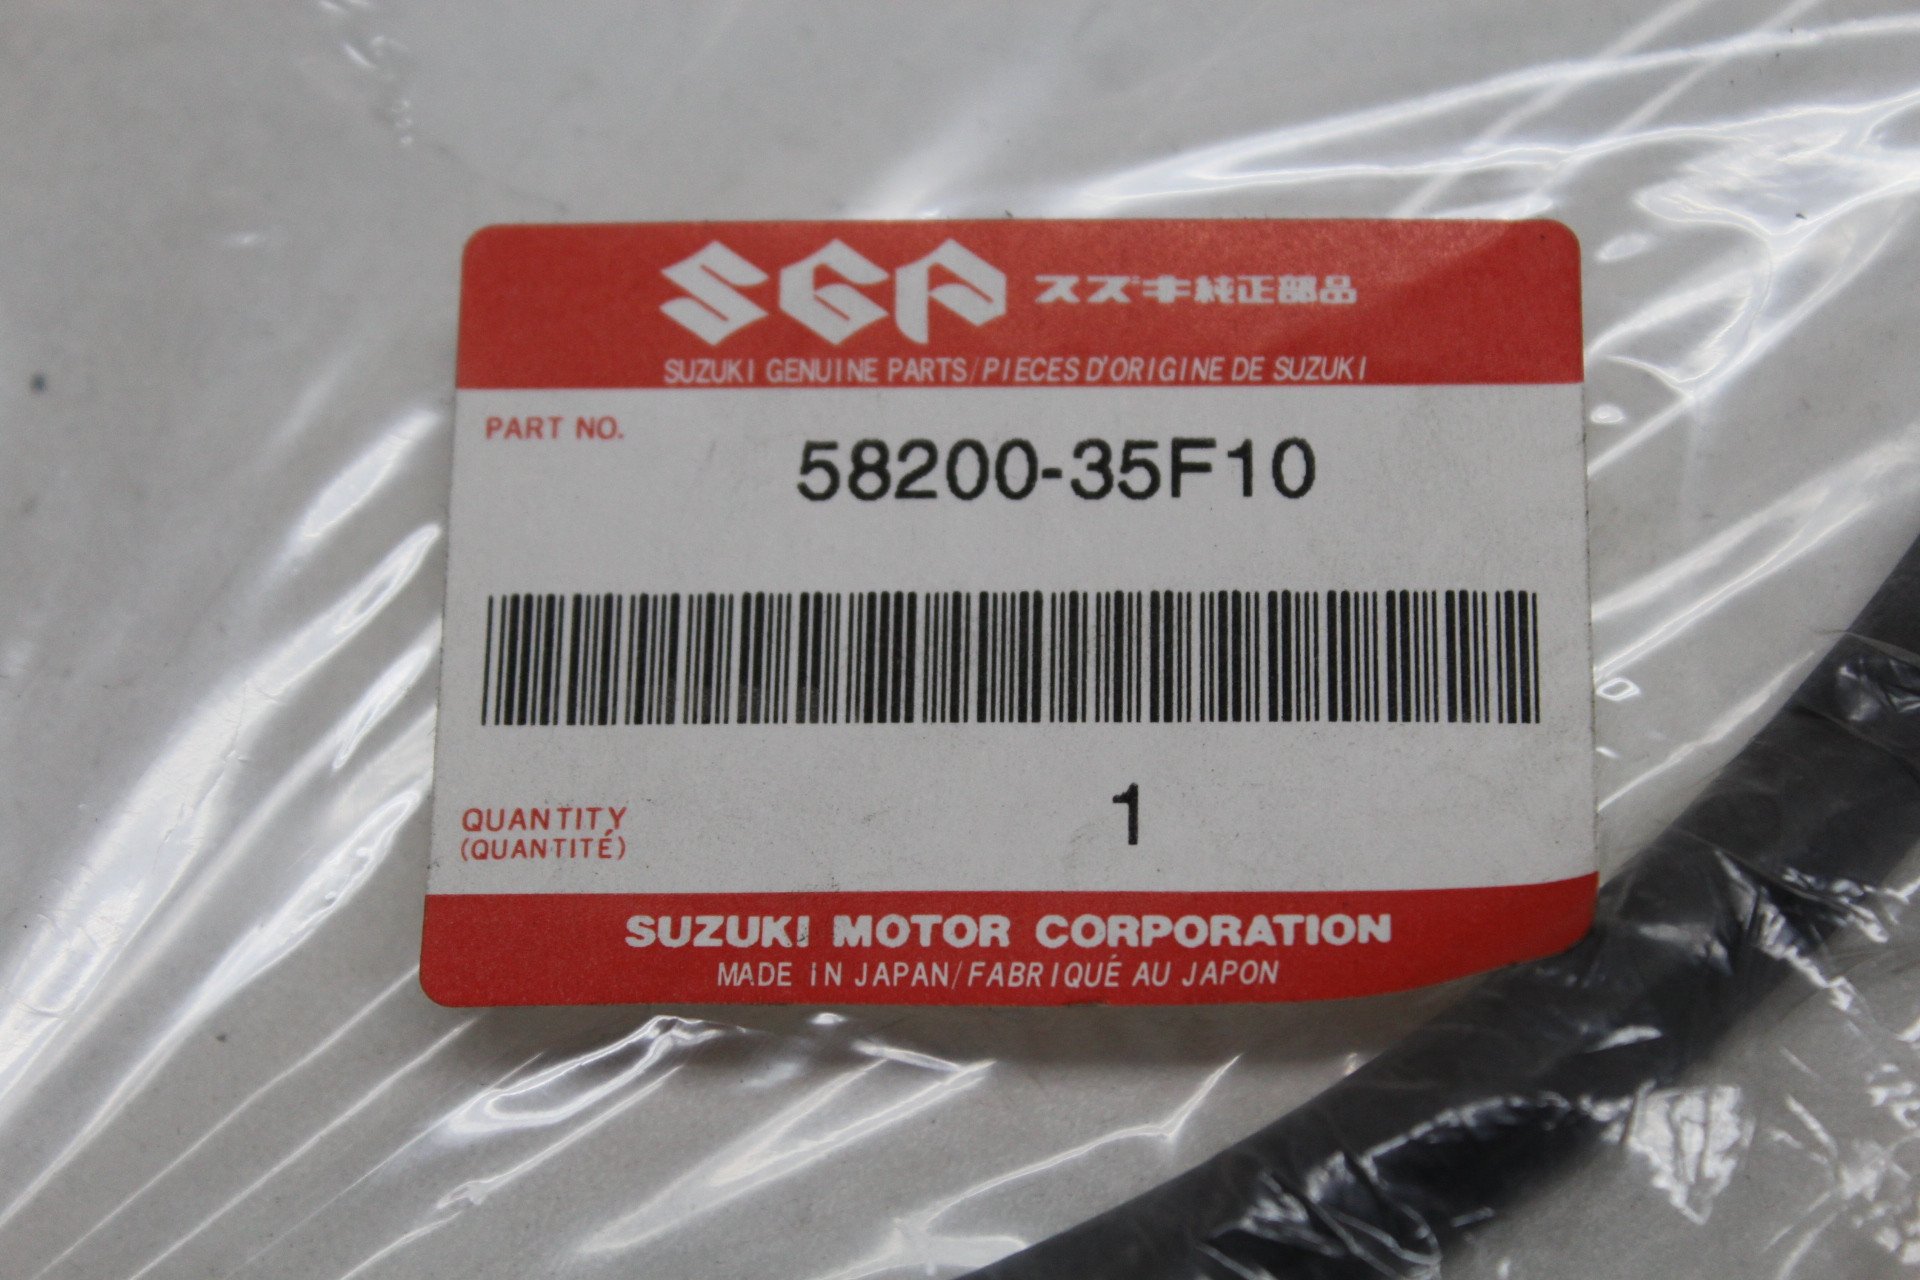 SGP スズキ純正部品
SUZUKI GENUINE PARTS/PIECES D'ORIGINE DE SUZUKI
PART NO. 58200-35F10
QUANTITY 1
(QUANTITÉ)
SUZUKI MOTOR CORPORATION
MADE IN JAPAN/FABRIQUÉ AU JAPON